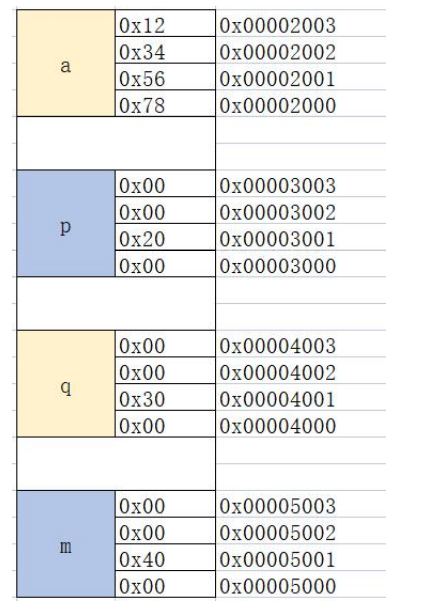 0x12 0x00002003
0x34 0x00002002
a
0x56 0x00002001
0x78 0x00002000
0x00 0x00003003
0x00 0x00003002
p
0x20 0x00003001
0x00 0x00003000
0x00 0x00004003
0x00 0x00004002
q
0x30 0x00004001
0x00 0x00004000
0x00 0x00005003
0x00 0x00005002
m
0x40 0x00005001
0x00 0x00005000